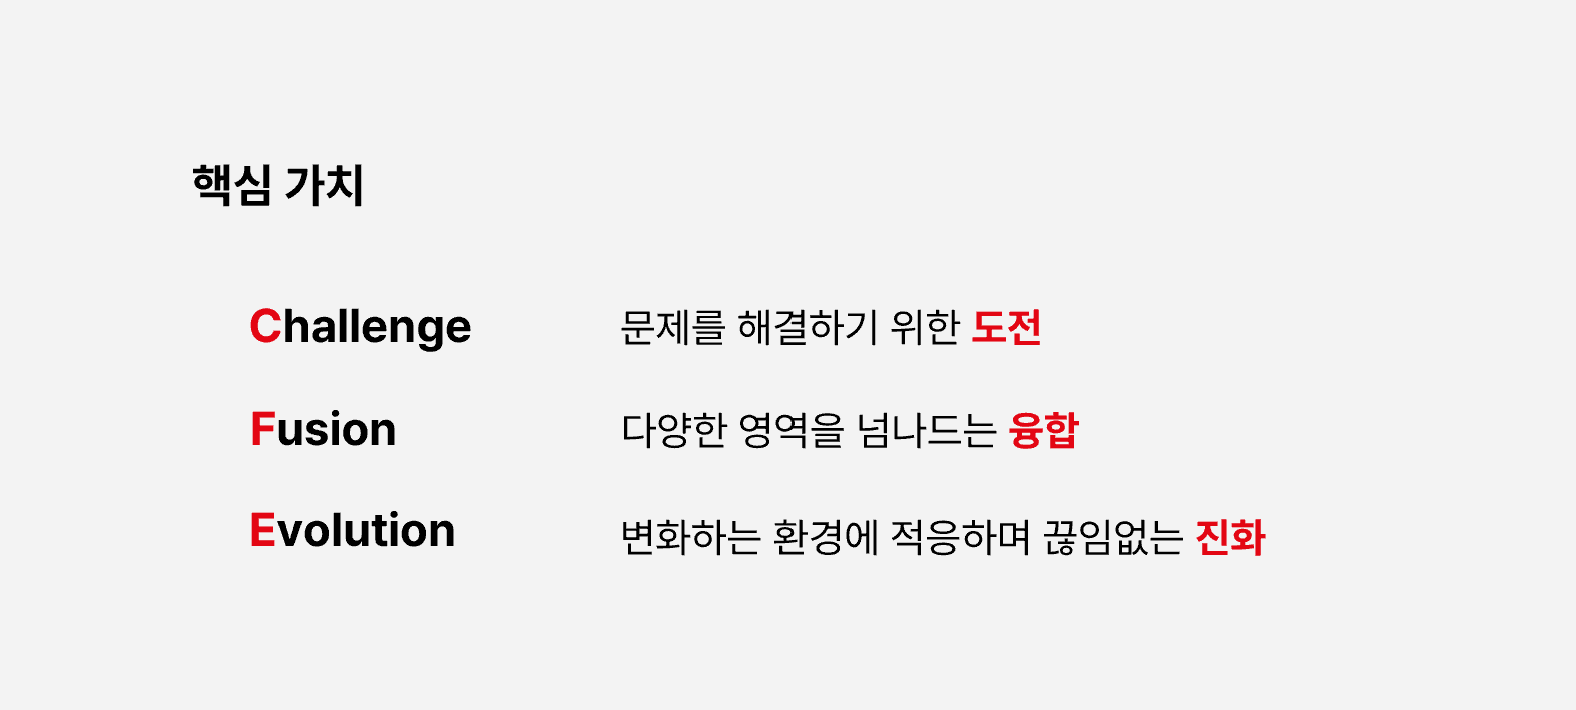 핵심 가치
Challenge 문제를 해결하기 위한 도전
Fusion 다양한 영역을 넘나드는 융합
Evolution 변화하는 환경에 적응하며 끊임없는 진화